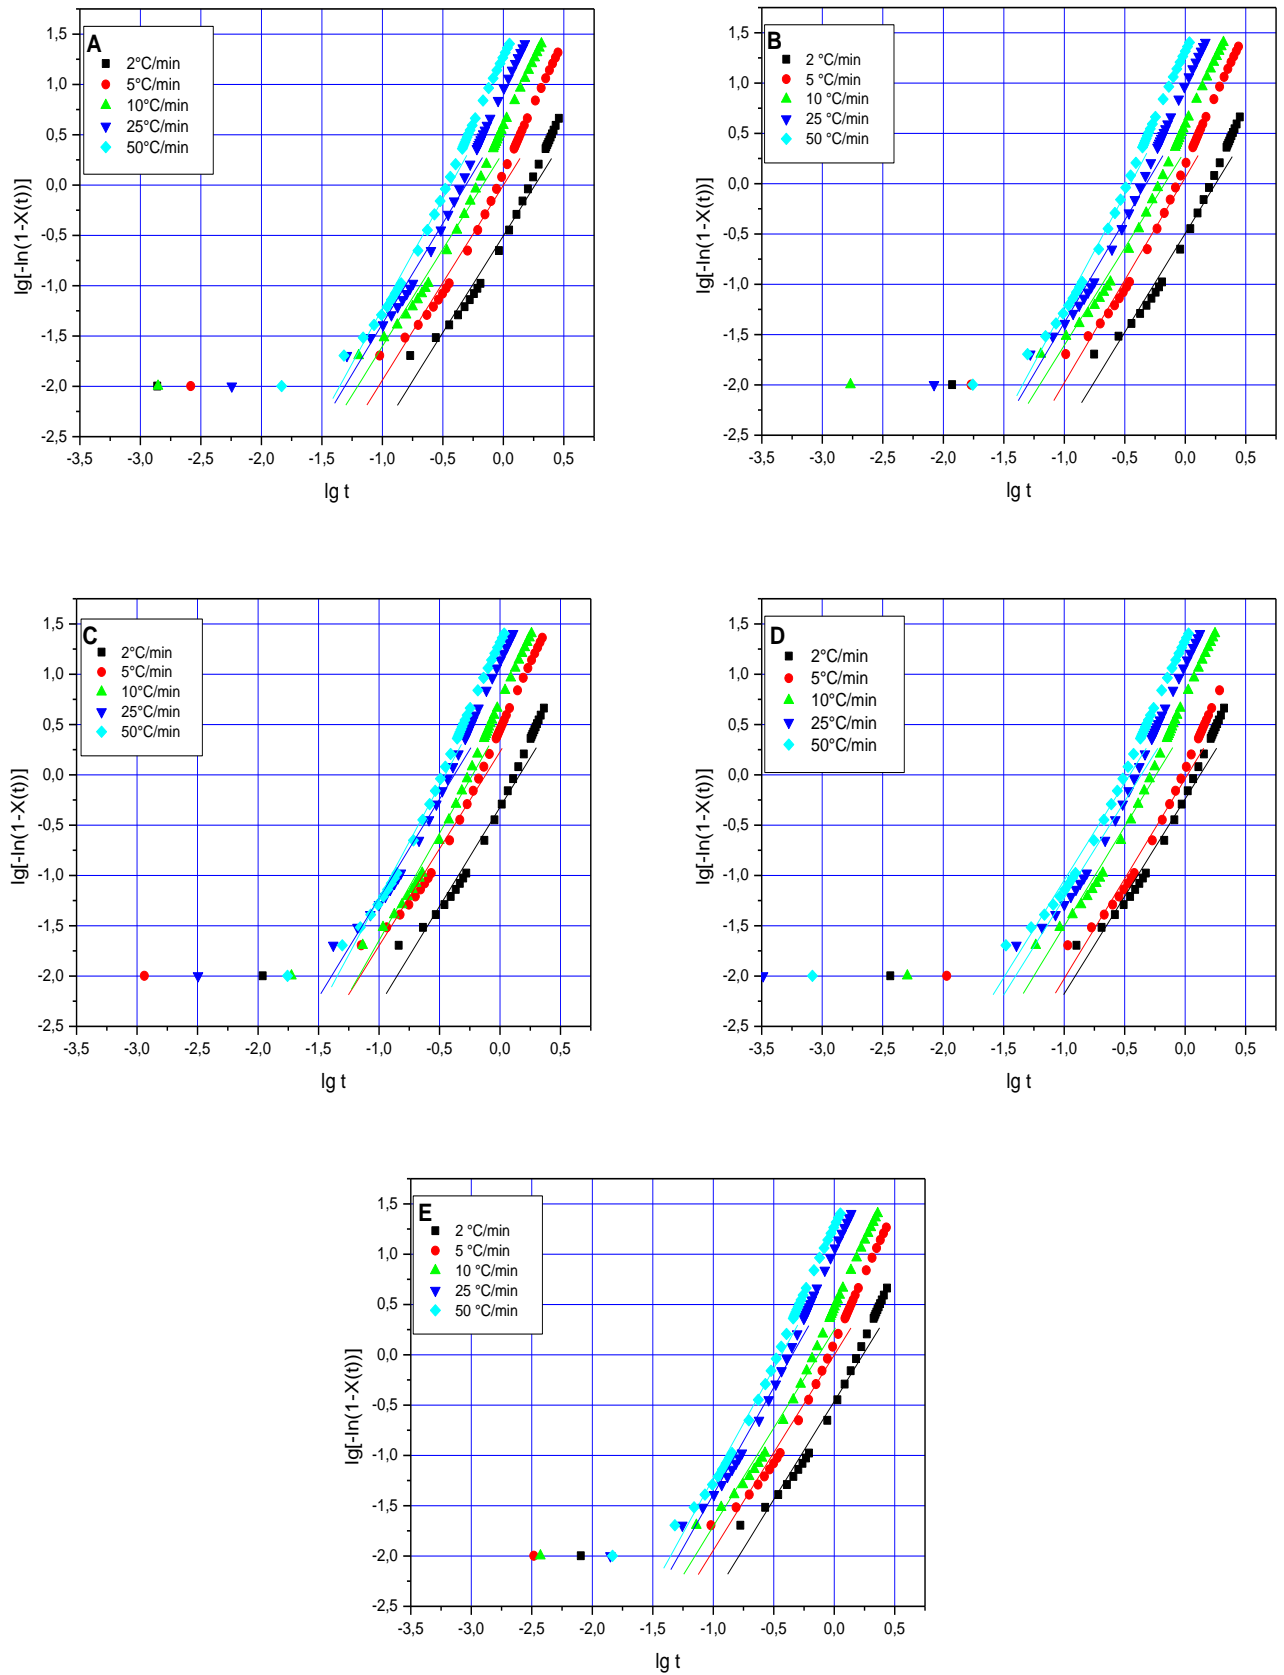 A
2°C/min
5°C/min
10°C/min
25°C/min
50°C/min
1,5
1,0
0,5
0,0
-0,5
-1,0
-1,5
-2,0
-2,5
lg[-ln(1-X(t))]
-3,5 -3,0 -2,5 -2,0 -1,5 -1,0 -0,5 0,0 0,5
lg t
B
2 °C/min
5 °C/min
10 °C/min
25 °C/min
50 °C/min
1,5
1,0
0,5
0,0
-0,5
-1,0
-1,5
-2,0
-2,5
lg[-ln(1-X(t))]
-3,5 -3,0 -2,5 -2,0 -1,5 -1,0 -0,5 0,0 0,5
lg t
C
2°C/min
5°C/min
10°C/min
25°C/min
50°C/min
1,5
1,0
0,5
0,0
-0,5
-1,0
-1,5
-2,0
-2,5
lg[-ln(1-X(t))]
-3,5 -3,0 -2,5 -2,0 -1,5 -1,0 -0,5 0,0 0,5
lg t
D
2°C/min
5°C/min
10°C/min
25°C/min
50°C/min
1,5
1,0
0,5
0,0
-0,5
-1,0
-1,5
-2,0
-2,5
lg[-ln(1-X(t))]
-3,5 -3,0 -2,5 -2,0 -1,5 -1,0 -0,5 0,0 0,5
lg t
E
2 °C/min
5 °C/min
10 °C/min
25 °C/min
50 °C/min
1,5
1,0
0,5
0,0
-0,5
-1,0
-1,5
-2,0
-2,5
lg[-ln(1-X(t))]
-3,5 -3,0 -2,5 -2,0 -1,5 -1,0 -0,5 0,0 0,5
lg t